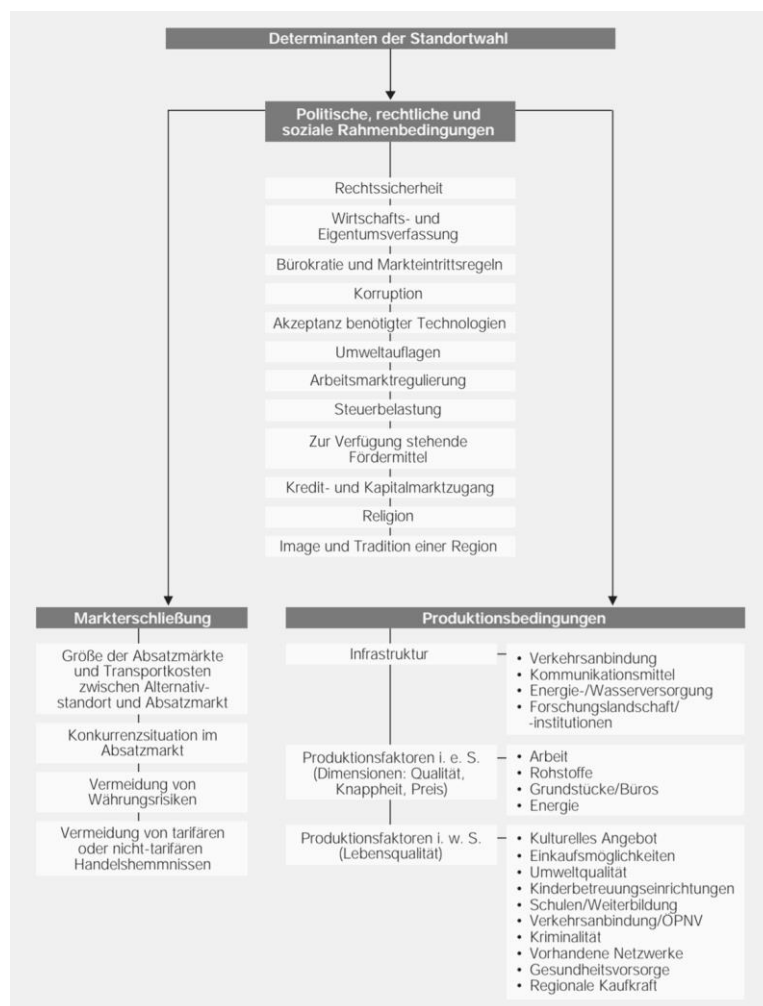 Determinanten der Standortwahl
Politische, rechtliche und
soziale Rahmenbedingungen
Rechtssicherheit
Wirtschafts- und
Eigentumsverfassung
Bürokratie und Markteintrittsregeln
Korruption
Akzeptanz benötigter Technologien
Umweltauflagen
Arbeitsmarktregulierung
Steuerbelastung
Zur Verfügung stehende
Fördermittel
Kredit- und Kapitalmarktzugang
Religion
Image und Tradition einer Region
Markterschließung
Größe der Absatzmärkte
und Transportkosten
zwischen Alternativ-
standort und Absatzmarkt
Konkurrenzsituation im
Absatzmarkt
Vermeidung von
Währungsrisiken
Vermeidung von tarifären
oder nicht-tarifären
Handelshemmnissen
Produktionsbedingungen
Infrastruktur
• Verkehrsanbindung
• Kommunikationsmittel
• Energie-/Wasserversorgung
• Forschungslandschaft/
-institutionen
Produktionsfaktoren i. e. S.
(Dimensionen: Qualität,
Knappheit, Preis)
• Arbeit
• Rohstoffe
• Grundstücke/Büros
• Energie
Produktionsfaktoren i. w. S.
(Lebensqualität)
• Kulturelles Angebot
• Einkaufsmöglichkeiten
• Umweltqualität
• Kinderbetreuungseinrichtungen
• Schulen/Weiterbildung
• Verkehrsanbindung/ÖPNV
• Kriminalität
• Vorhandene Netzwerke
• Gesundheitsvorsorge
• Regionale Kaufkraft